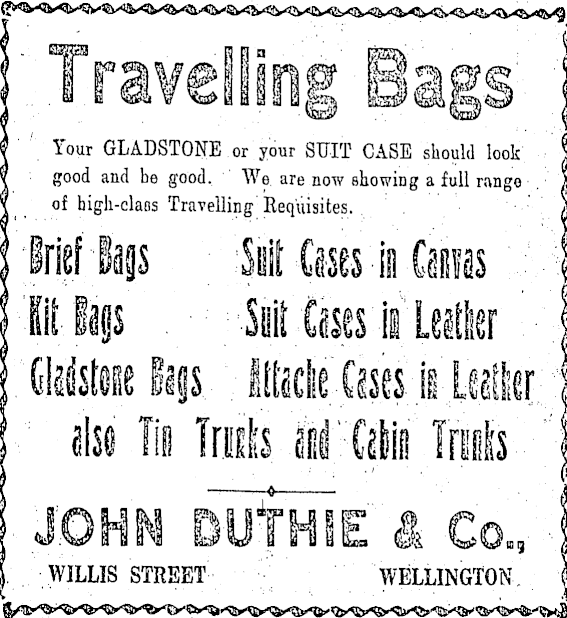 Travelling Bags
Your GLADSTONE or your SUIT CASE should look
good and be good. We are now showing a full range
of high-class Travelling Requisites.
Brief Bags Suit Cases in Canvas
Kit Bags Suit Cases in Leather
Gladstone Bags Attache Cases in Leather
also Tin Trunks and Cabin Trunks
JOHN DUTHIE & Co.,
WILLIS STREET WELLINGTON